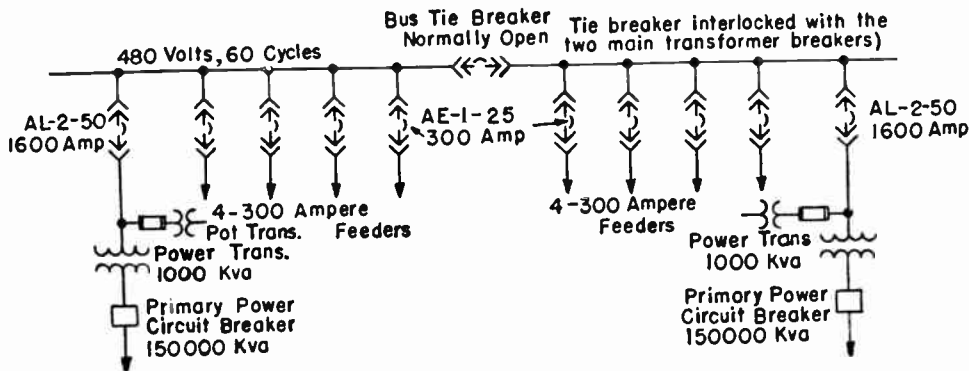 Bus Tie Breaker
Normally Open
Tie breaker interlocked with the
two main transformer breakers)
480 Volts, 60 Cycles
AL-2-50
1600 Amp
AE-1-25
300 Amp
AL-2-50
1600 Amp
4-300 Ampere
Feeders
Pot Trans.
4-300 Ampere
Feeders
Power Trans.
1000 Kva
Power Trans
1000 Kva
Primary Power
Circuit Breaker
150000 Kva
Primary Power
Circuit Breaker
150000 Kva